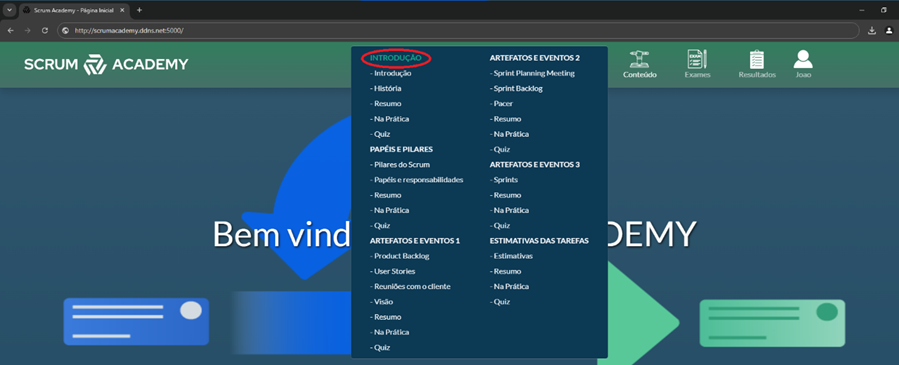 Scrum Academy - Página Inicial
http://scrumacademy.ddns.net:5000/
SCRUM ACADEMY
Conteúdo
Exames
Resultados
Joao
INTRODUÇÃO
- Introdução
- História
- Resumo
- Na Prática
- Quiz
PAPÉIS E PILARES
- Pilares do Scrum
- Papéis e responsabilidades
- Resumo
- Na Prática
- Quiz
ARTEFATOS E EVENTOS 1
- Product Backlog
- User Stories
- Reuniões com o cliente
- Visão
- Resumo
- Na Prática
- Quiz
ARTEFATOS E EVENTOS 2
- Sprint Planning Meeting
- Sprint Backlog
- Pacer
- Resumo
- Na Prática
- Quiz
ARTEFATOS E EVENTOS 3
- Sprints
- Resumo
- Na Prática
- Quiz
ESTIMATIVAS DAS TAREFAS
- Estimativas
- Resumo
- Na Prática
- Quiz
Bem vind DEMY